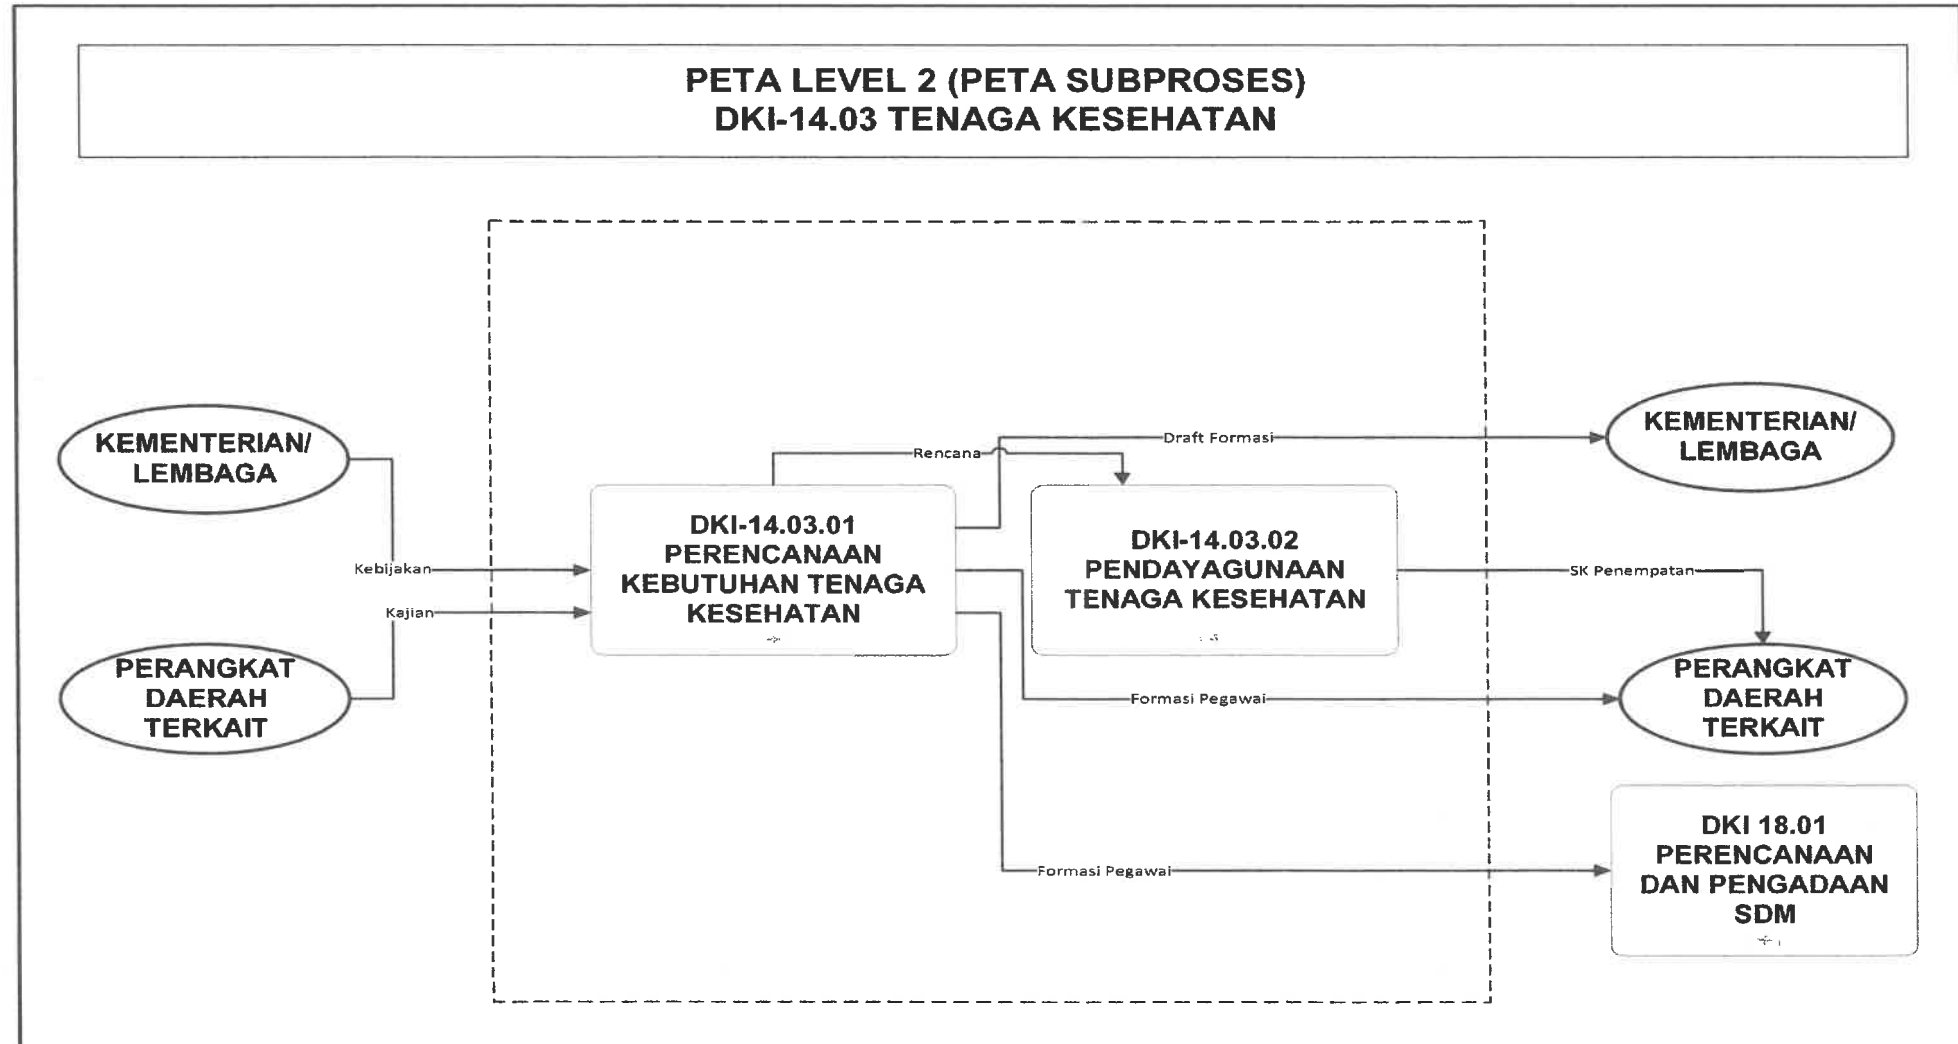 PETA LEVEL 2 (PETA SUBPROSES)
DKI-14.03 TENAGA KESEHATAN
KEMENTERIAN/
LEMBAGA
PERANGKAT
DAERAH
TERKAIT
Kebijakan
Kajian
DKI-14.03.01
PERENCANAAN
KEBUTUHAN TENAGA
KESEHATAN
Rencana
Draft Formasi
DKI-14.03.02
PENDAYAGUNAAN
TENAGA KESEHATAN
SK Penempatan
Formasi Pegawai
Formasi Pegawai
KEMENTERIAN/
LEMBAGA
PERANGKAT
DAERAH
TERKAIT
DKI 18.01
PERENCANAAN
DAN PENGADAAN
SDM